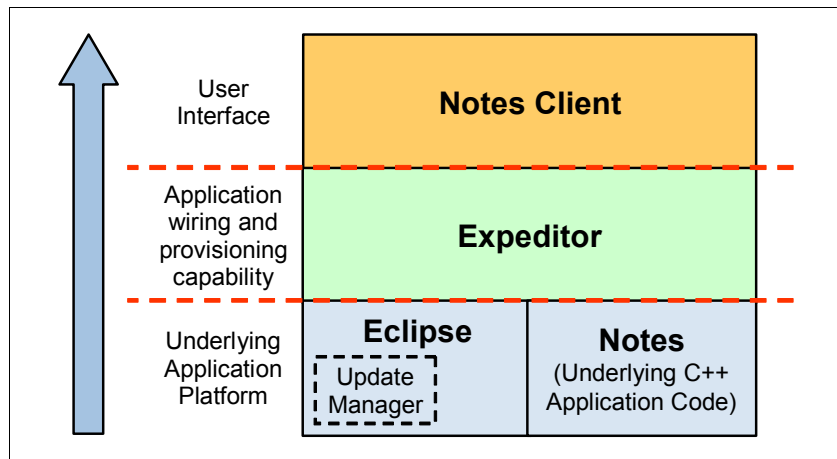 User
Interface
Notes Client
Application
wiring and
provisioning
capability
Expeditor
Underlying
Application
Platform
Eclipse
Update
Manager
Notes
(Underlying C++
Application Code)